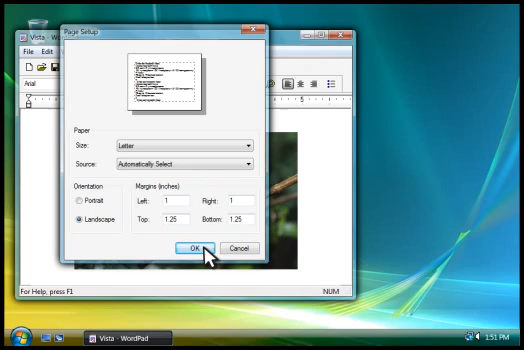 Vista - Wo
Page Setup
File Edit V
Arial
5
Paper
Size: Letter
Source: Automatically Select
Orientation
Portrait
Landscape
Margins (inches)
Left: 1 Right: 1
Top: 1.25 Bottom: 1.25
OK Cancel
For Help, press F1 NUM
Vista - WordPad
1:51 PM